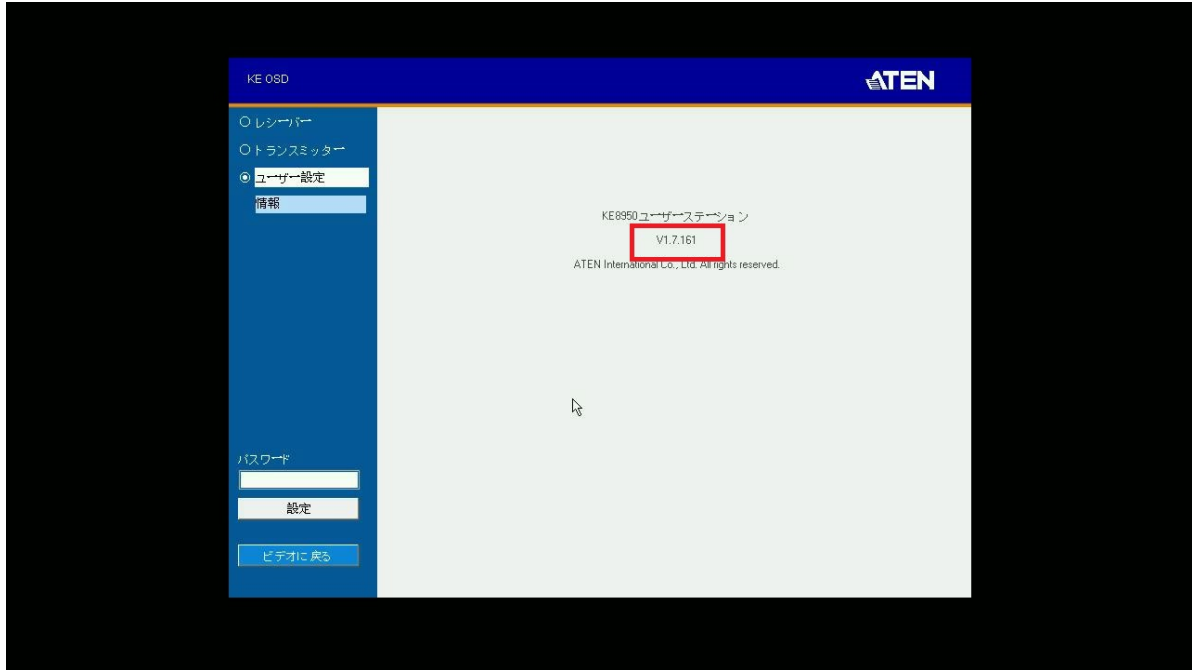 KE OSD
ATEN
レシーバー
トランスミッター
ユーザー設定
情報
KE8950ユーザーステーション
V1.7.161
ATEN International Co., Ltd. All rights reserved.
パスワード
設定
ビデオに戻る